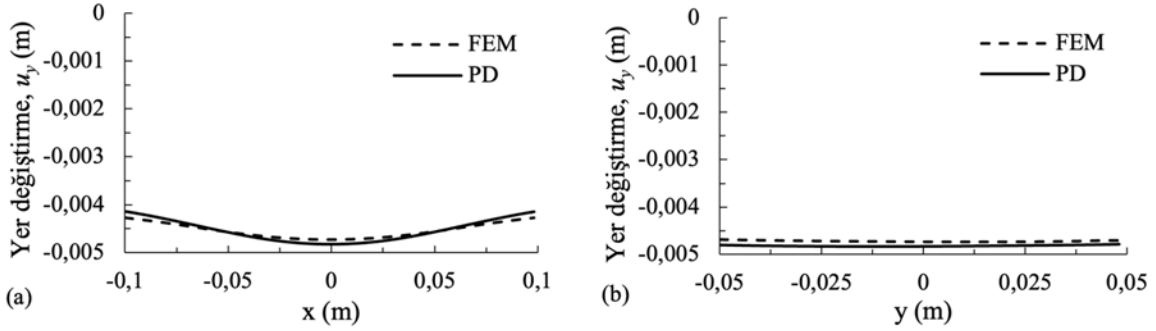 Yer değiştirme, u_y (m)
0
-0,001
-0,002
-0,003
-0,004
-0,005
FEM
PD
-0,1
-0,05
0
0,05
0,1
x (m)
(a)
Yer değiştirme, u_y (m)
0
-0,001
-0,002
-0,003
-0,004
-0,005
FEM
PD
-0,05
-0,025
0
0,025
0,05
y (m)
(b)